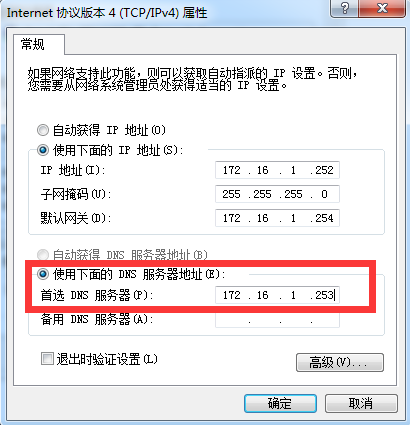 Internet 协议版本 4 (TCP/IPv4) 属性
常规
如果网络支持此功能，则可以获取自动指派的 IP 设置。否则，
您需要从网络系统管理员处获得适当的 IP 设置。
自动获得 IP 地址(O)
使用下面的 IP 地址(S):
IP 地址(I): 172 . 16 . 1 .252
子网掩码(U): 255 .255 .255 . 0
默认网关(D): 172 . 16 . 1 .254
自动获得 DNS 服务器地址(B)
使用下面的 DNS 服务器地址(E):
首选 DNS 服务器(P): 172 . 16 . 1 .253
备用 DNS 服务器(A): . . .
退出时验证设置(L)
高级(V)...
确定 取消